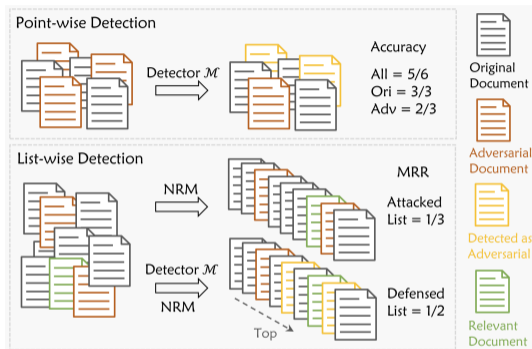 Point-wise Detection
Detector M
Accuracy
All = 5/6
Ori = 3/3
Adv = 2/3
List-wise Detection
NRM
Detector M
NRM
Top
MRR
Attacked
List = 1/3
Defensed
List = 1/2
Original
Document
Adversarial
Document
Detected as
Adversarial
Relevant
Document